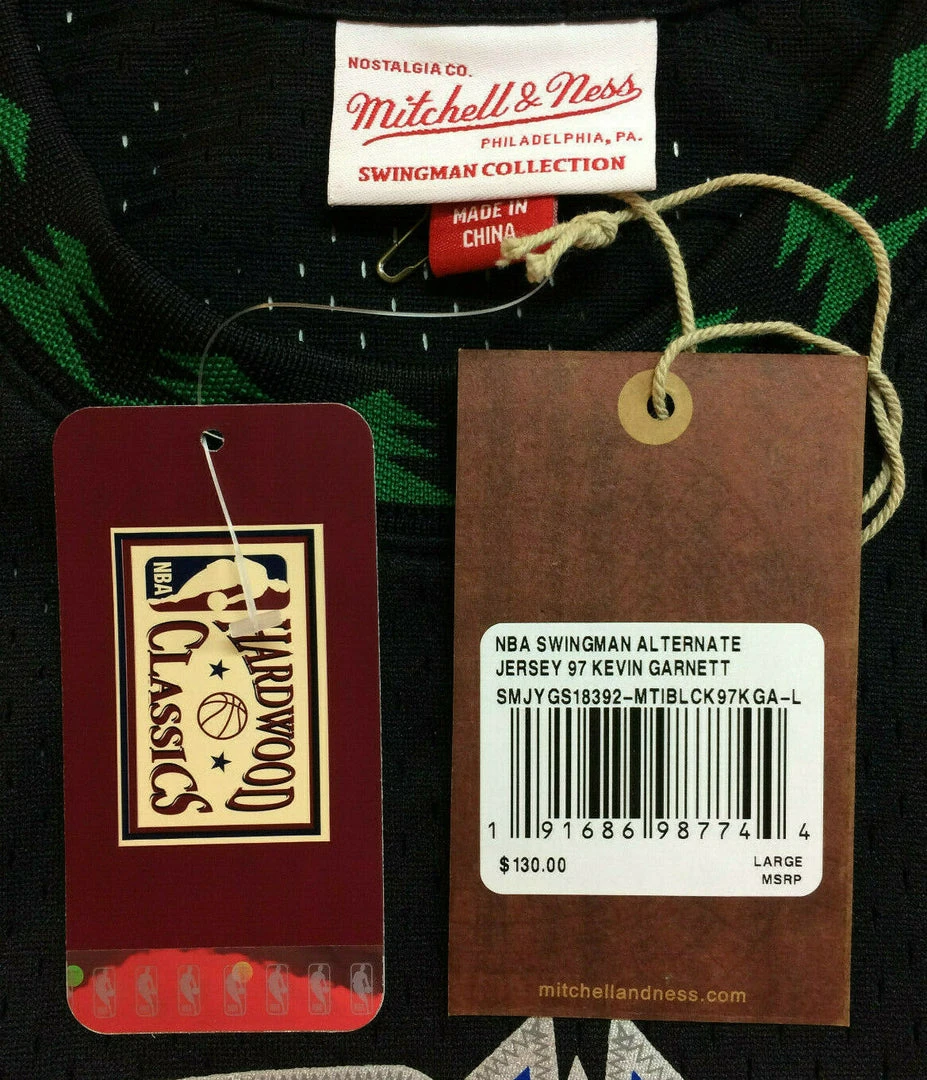 NOSTALGIA CO.
Mitchell & Ness
PHILADELPHIA, PA.
SWINGMAN COLLECTION
MADE IN
CHINA
NBA
HARDWOOD
CLASSICS
NBA SWINGMAN ALTERNATE
JERSEY 97 KEVIN GARNETT
SMJYGS18392-MTIBLCK97KGA-L
1 91686 98774 4
$130.00 LARGE
MSRP
mitchellandness.com